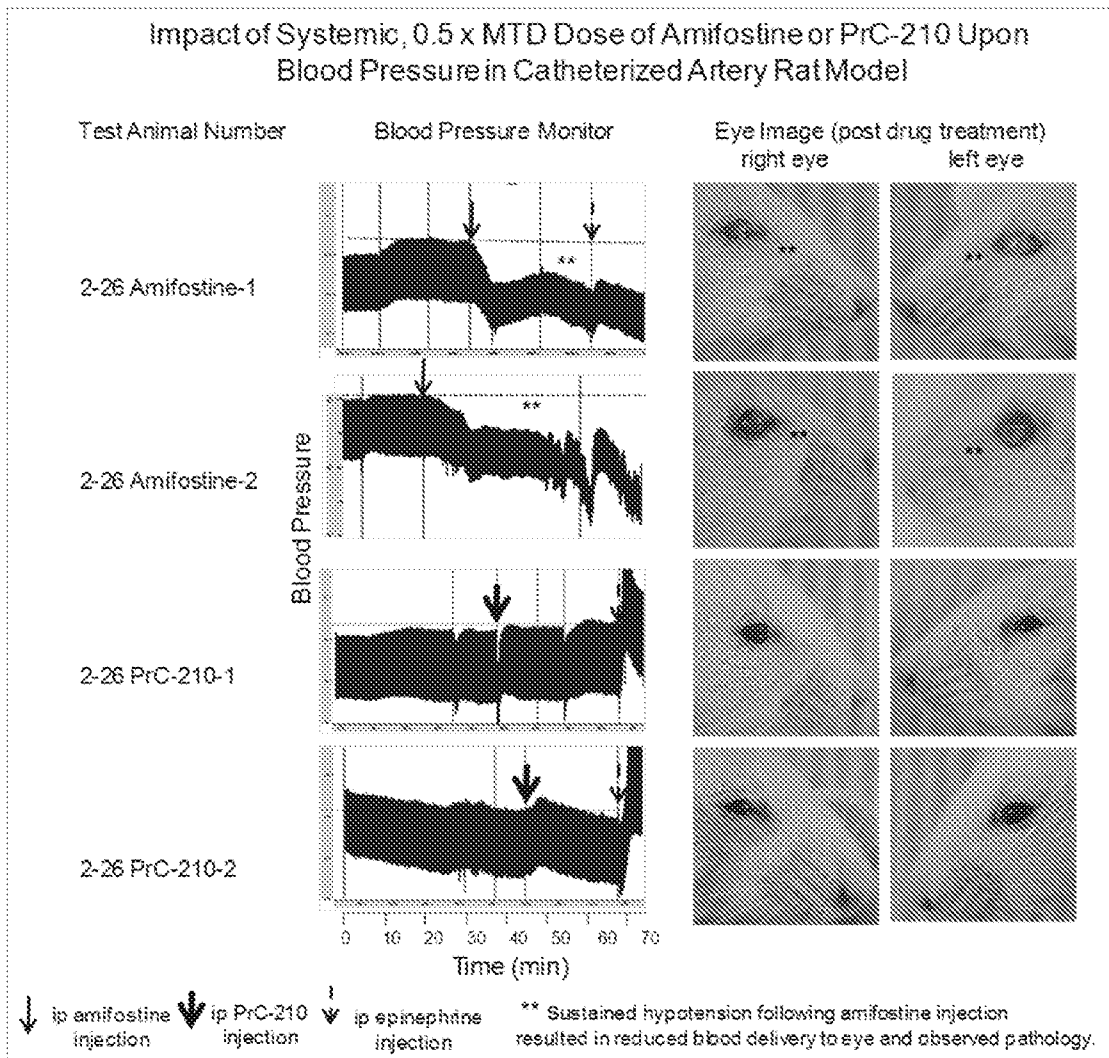 Impact of Systemic, 0.5 x MTD Dose of Amifostine or PrC-210 Upon
Blood Pressure in Catheterized Artery Rat Model
Test Animal Number
Blood Pressure Monitor
Eye Image (post drug treatment)
right eye
left eye
2-26 Amifostine-1
**
**
**
2-26 Amifostine-2
**
**
**
Blood Pressure
2-26 PrC-210-1
2-26 PrC-210-2
0 10 20 30 40 50 60 70
Time (min)
ip amifostine
injection
ip PrC-210
injection
ip epinephrine
injection
** Sustained hypotension following amifostine injection
resulted in reduced blood delivery to eye and observed pathology.